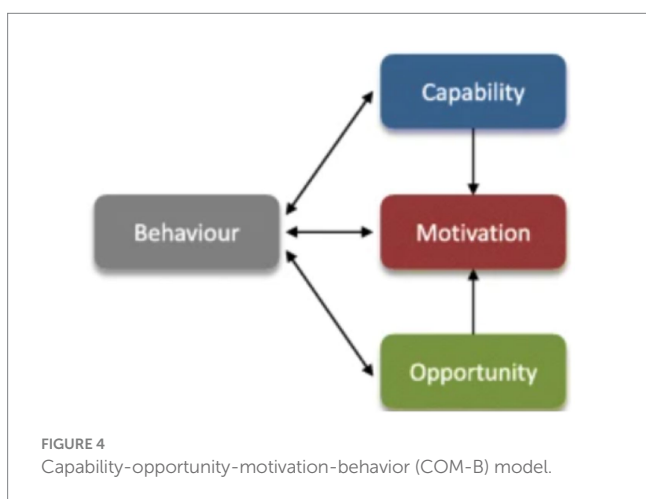 Capability
Behaviour
Motivation
Opportunity
FIGURE 4
Capability-opportunity-motivation-behavior (COM-B) model.